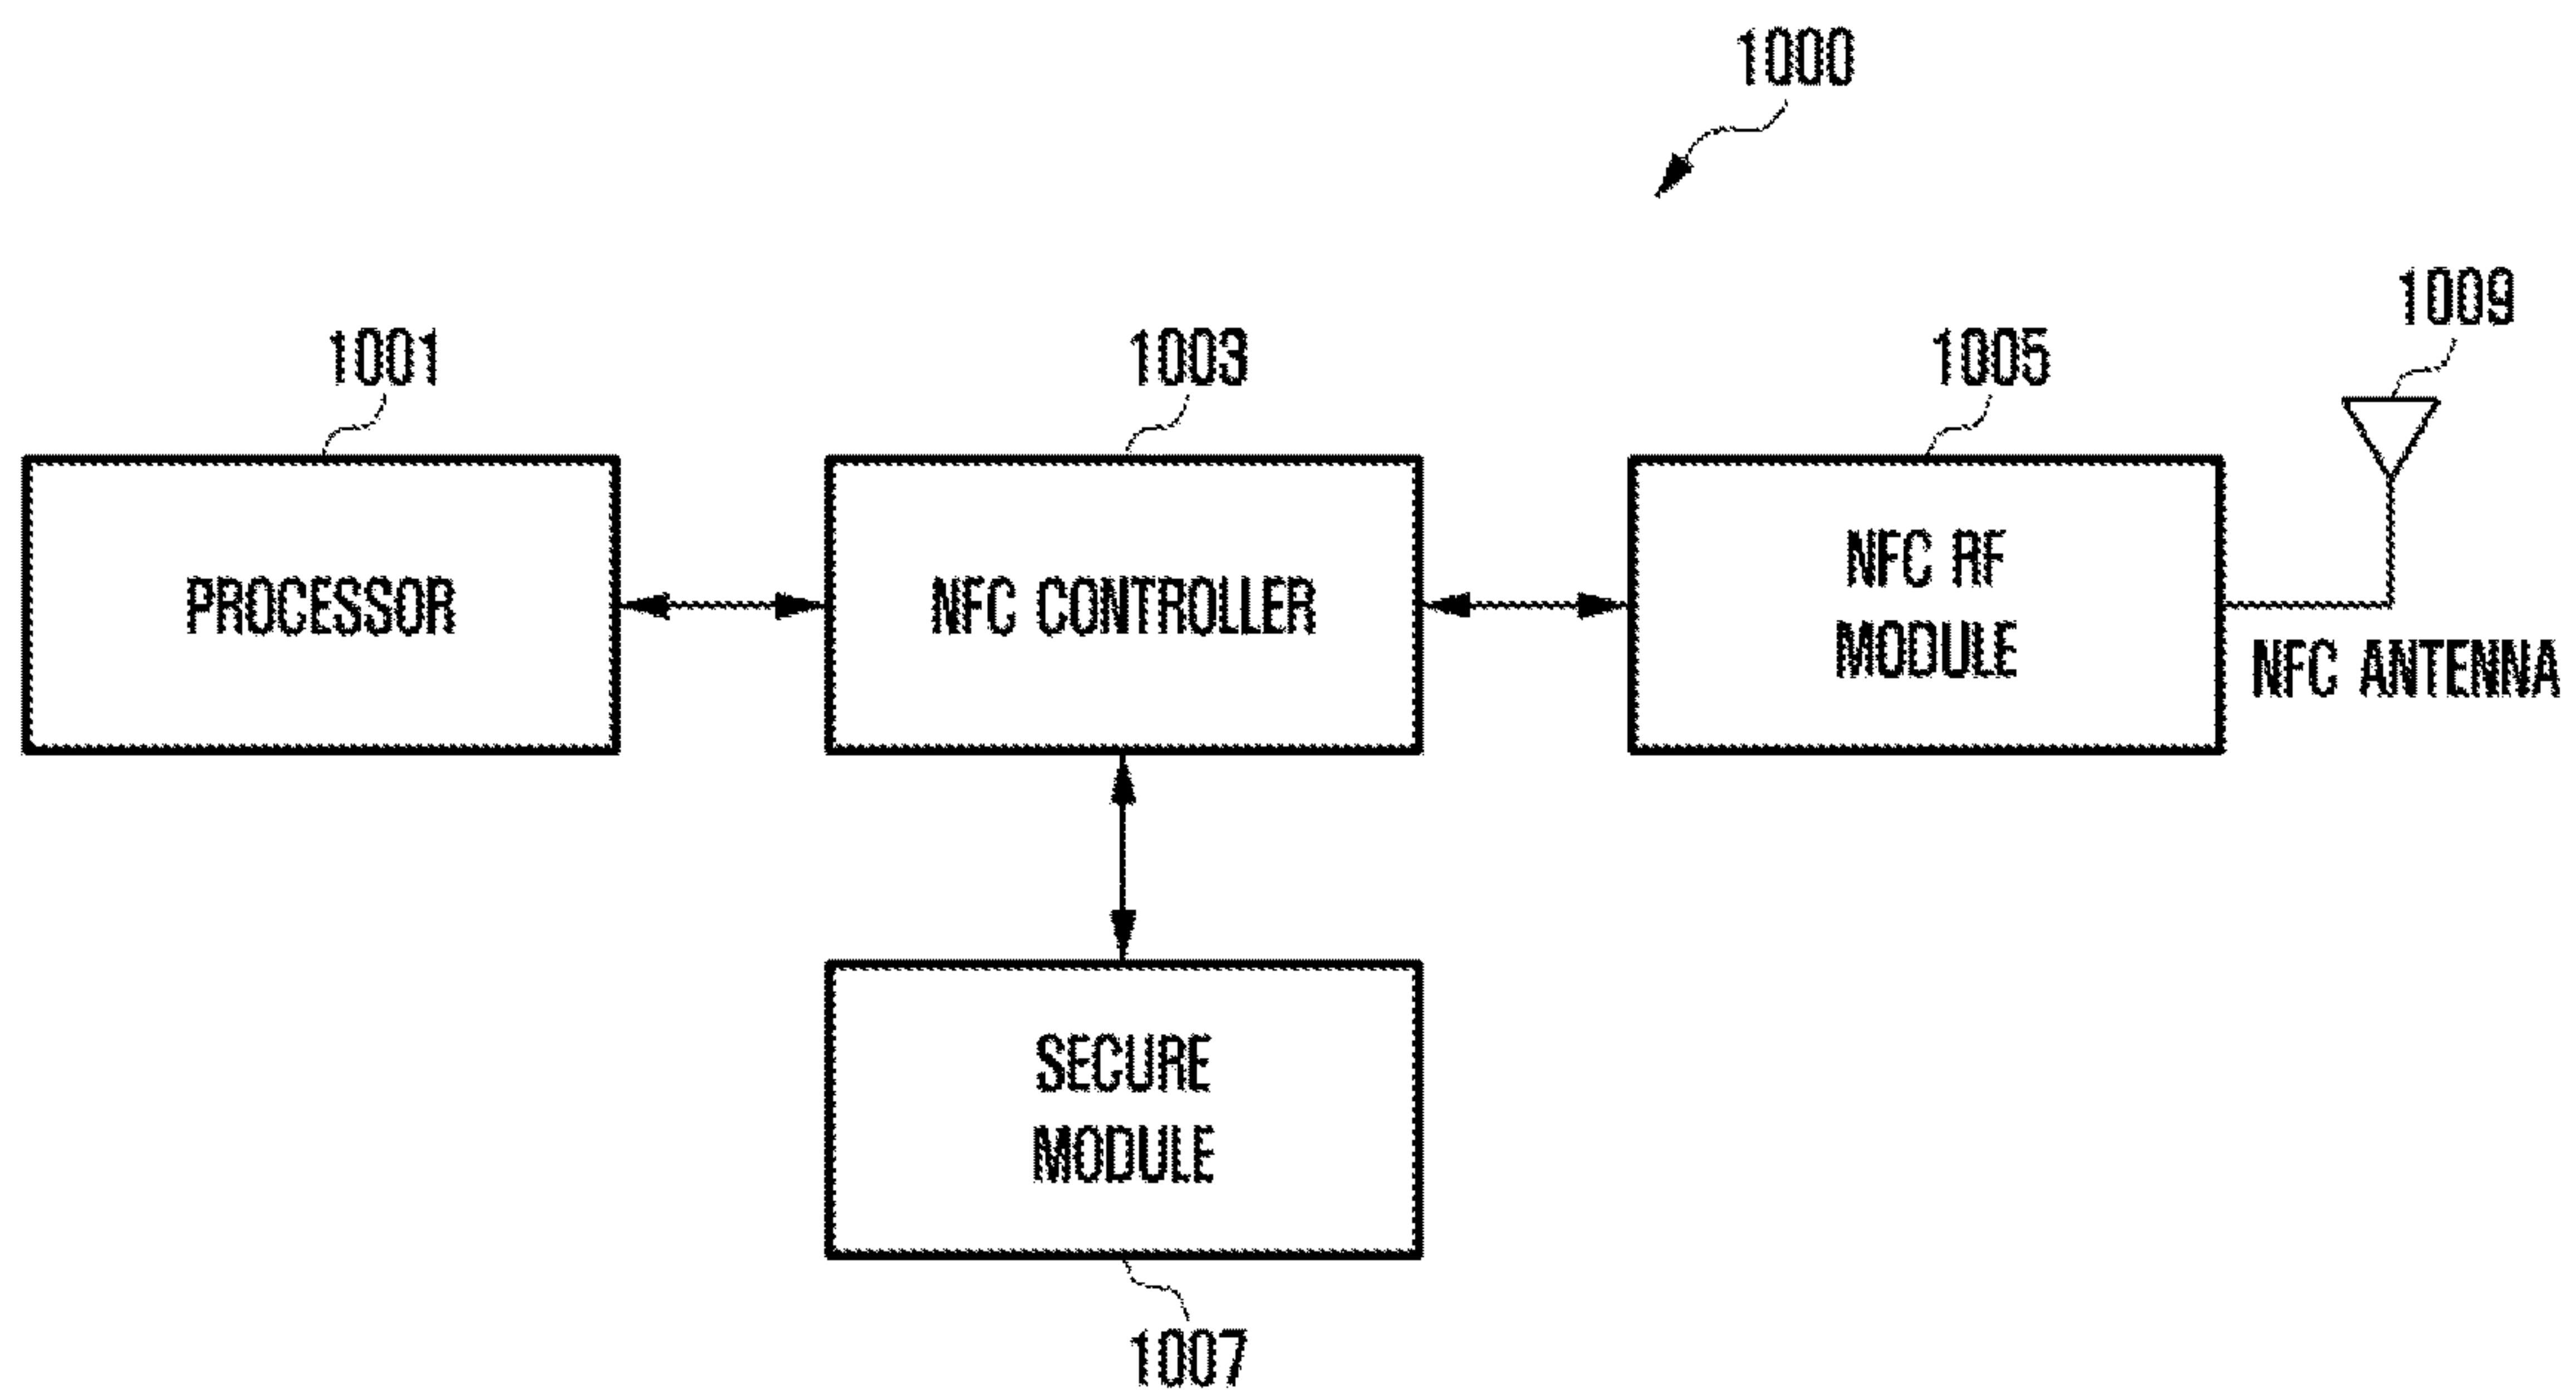 1000
1009
1001
1003
1005
PROCESSOR
NFC CONTROLLER
NFC RF
MODULE
NFC ANTENNA
SECURE
MODULE
1007